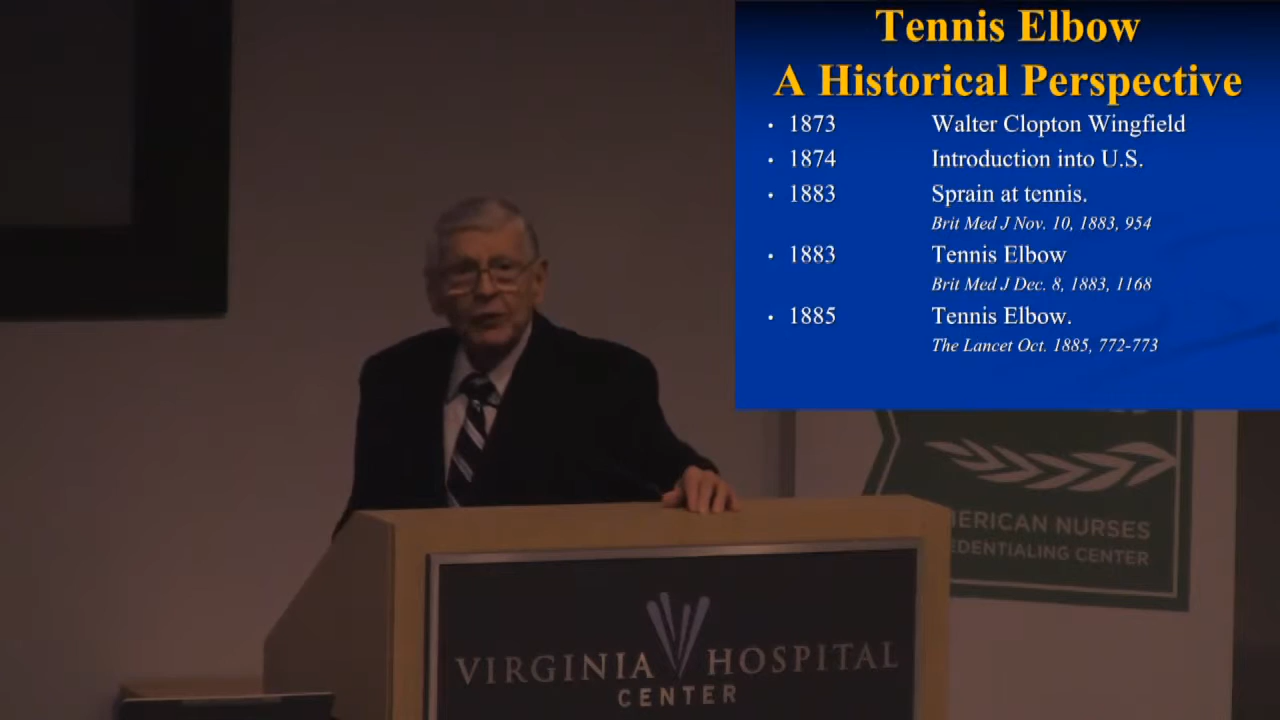 Tennis Elbow
A Historical Perspective
• 1873 Walter Clopton Wingfield
• 1874 Introduction into U.S.
• 1883 Sprain at tennis.
Brit Med J Nov. 10, 1883, 954
• 1883 Tennis Elbow
Brit Med J Dec. 8, 1883, 1168
• 1885 Tennis Elbow.
The Lancet Oct. 1885, 772-773
NURSES
CENTER
VIRGINIA HOSPITAL
CENTER